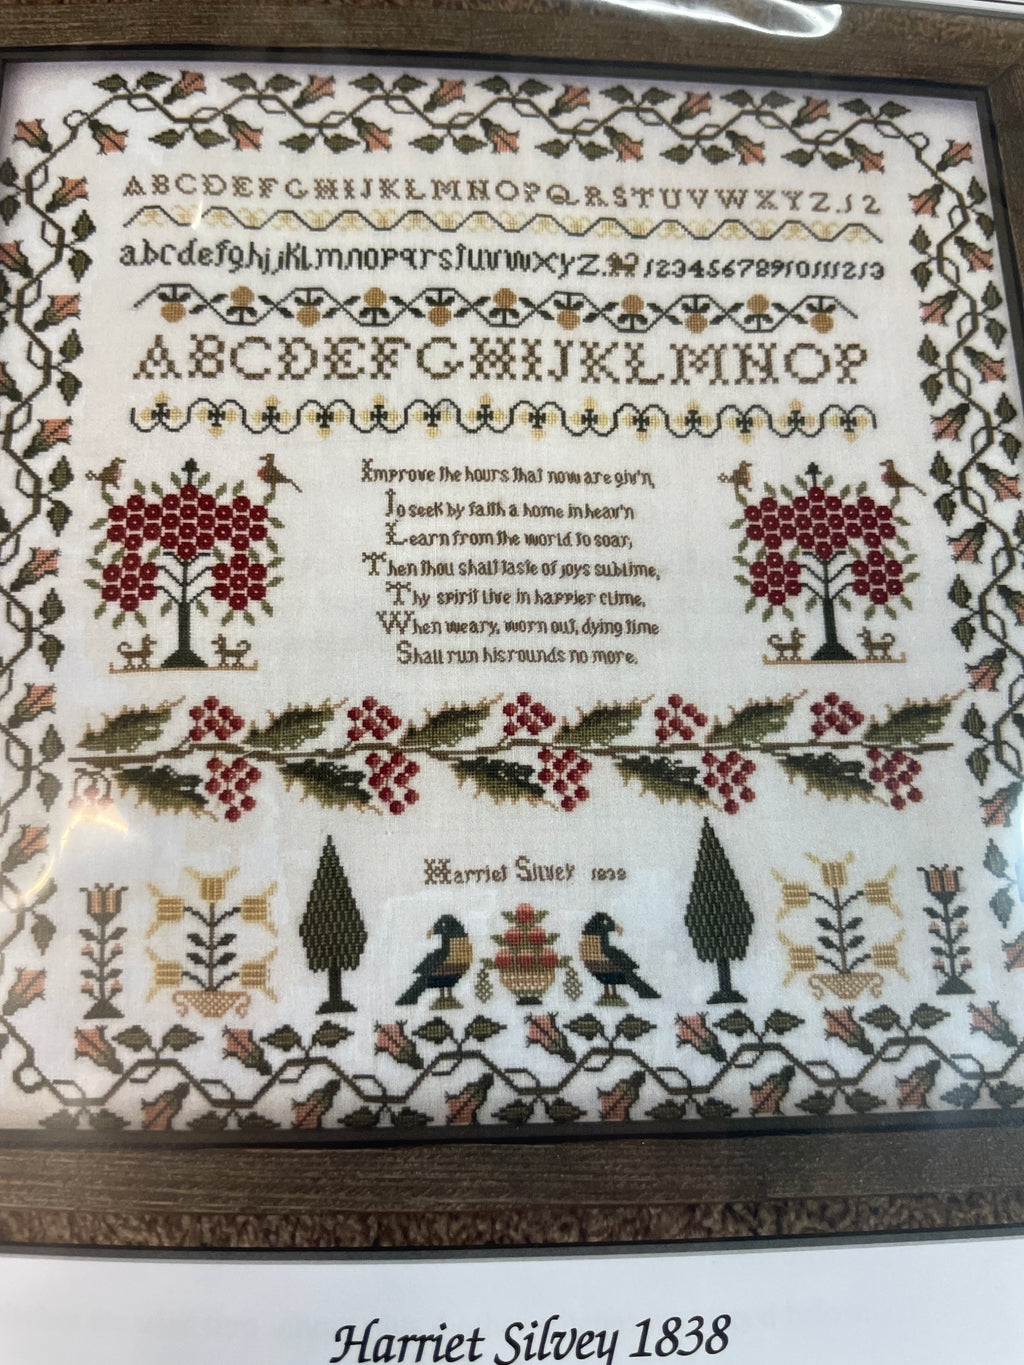 ABCDEFGHIJKLMNOPQRSTUVWXYZ.12
abcdefghijklmnopqrstuvwxyz. 12345678910111213
ABCDEFGHIJKLMNOP
Improve the hours that now are giv'n,
To seek by faith a home in heav'n
Learn from the world to soar,
Then thou shalt taste of joys sublime,
Thy spirit live in happier clime,
When weary, worn out, dying time
Shall run his rounds no more.
Harriet Silvey 1838
Harriet Silvey 1838